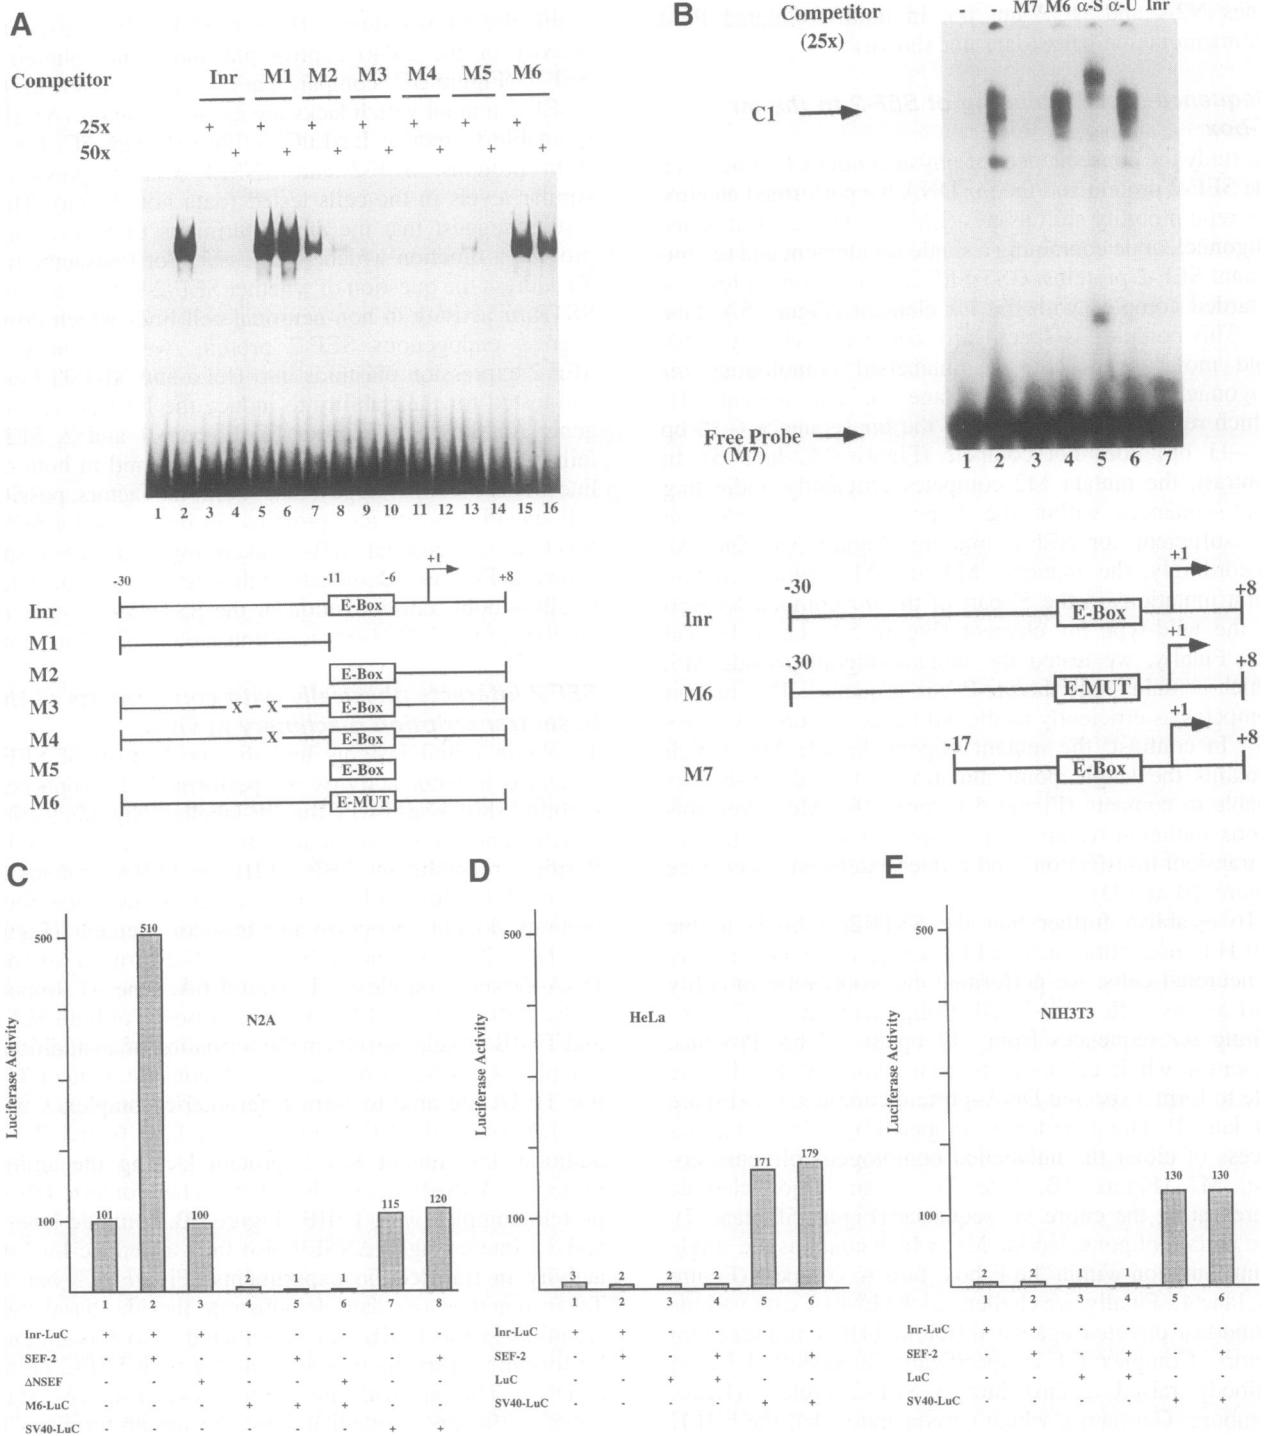 A
Competitor
Inr M1 M2 M3 M4 M5 M6
25x + + + + + + +
50x + + + + + + +
1 2 3 4 5 6 7 8 9 10 11 12 13 14 15 16
-30 -11 -6 +1 +8
Inr E-Box
M1
M2 E-Box
M3 X X E-Box
M4 X E-Box
M5 E-Box
M6 E-MUT
B
Competitor
(25x)
- - M7 M6 α-S α-U Inr
C1
Free Probe
(M7)
1 2 3 4 5 6 7
+1
-30 +8
Inr E-Box
+1
-30 +8
M6 E-MUT
+1
-17 +8
M7 E-Box
C
Luciferase Activity
500
100
N2A
101 510 100 2 1 1 115 120
1 2 3 4 5 6 7 8
Inr-LuC + + + - - - - -
SEF-2 - + - - + - - +
ΔNSEF - - + - - + - -
M6-LuC - - - + + + - -
SV40-LuC - - - - - - + +
D
Luciferase Activity
500
100
HeLa
3 2 2 2 171 179
1 2 3 4 5 6
Inr-LuC + + - - - -
SEF-2 - + - + - +
LuC - - + + - -
SV40-LuC - - - - + +
E
Luciferase Activity
500
100
NIH3T3
2 2 1 1 130 130
1 2 3 4 5 6
Inr-LuC + + - - - -
SEF-2 - + - + - +
LuC - - + + - -
SV40-LuC - - - - + +